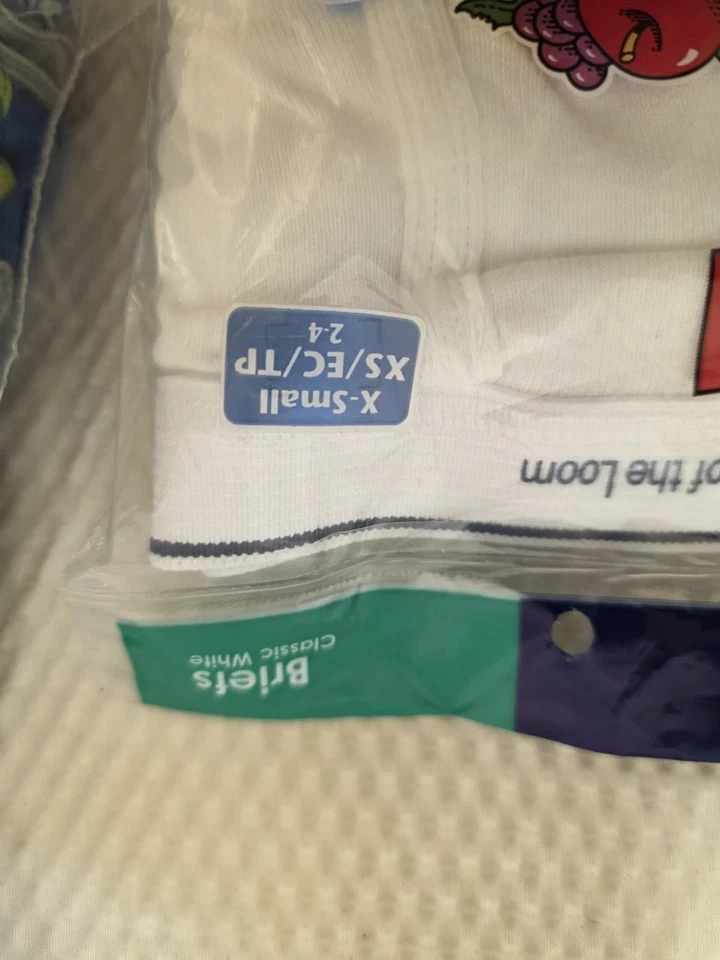 Briefs
Classic White
of the Loom
X-Small
XS/EC/TP
2-4